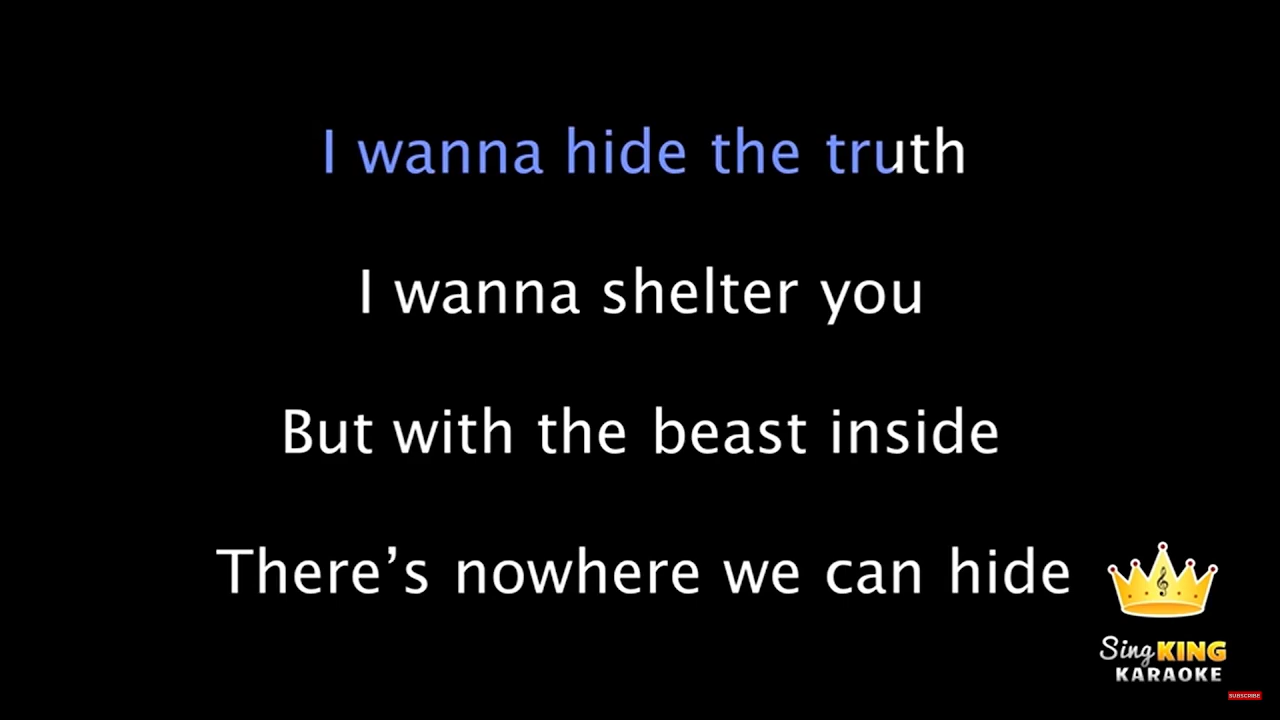 I wanna hide the truth
I wanna shelter you
But with the beast inside
There’s nowhere we can hide
Sing KING
KARAOKE
SUBSCRIBE